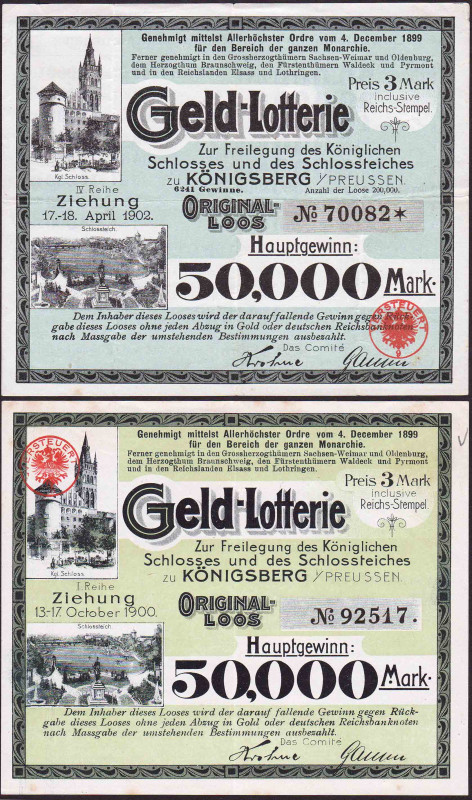 Genehmigt mittelst Allerhöchster Ordre vom 4. December 1899
für den Bereich der ganzen Monarchie.
Ferner genehmigt in den Grossherzogthümern Sachsen-Weimar und Oldenburg,
dem Herzogthum Braunschweig, den Fürstenthümern Waldeck und Pyrmont
und in den Reichslanden Elsass und Lothringen.
Preis 3 Mark
inclusive
Reichs-Stempel.
Geld-Lotterie
Zur Freilegung des Königlichen
Schlosses und des Schlossteiches
zu KÖNIGSBERG I/PREUSSEN.
Kgl. Schloss.
IV Reihe
Ziehung
17.-18. April 1902.
6241 Gewinne.
Anzahl der Loose 200,000.
ORIGINAL-
LOOS
№ 70082*
Schlossteich.
Hauptgewinn:
50,000 Mark.
Dem Inhaber dieses Looses wird der darauf fallende Gewinn gegen Rück-
gabe dieses Looses ohne jeden Abzug in Gold oder deutschen Reichsbanknoten
nach Massgabe der umstehenden Bestimmungen ausbezahlt.
VERSTEUERT
9
Das Comité
Krohne
Genehmigt mittelst Allerhöchster Ordre vom 4. December 1899
für den Bereich der ganzen Monarchie.
Ferner genehmigt in den Grossherzogthümern Sachsen-Weimar und Oldenburg,
dem Herzogthum Braunschweig, den Fürstenthümern Waldeck und Pyrmont
und in den Reichslanden Elsass und Lothringen.
VERSTEUERT
Preis 3 Mark
inclusive
Reichs-Stempel.
Geld-Lotterie
Zur Freilegung des Königlichen
Schlosses und des Schlossteiches
zu KÖNIGSBERG I/PREUSSEN.
Kgl. Schloss.
I. Reihe
Ziehung
13-17. October 1900.
ORIGINAL-
LOOS
№ 92517.
Schlossteich
Hauptgewinn:
50,000 Mark.
Dem Inhaber dieses Looses wird der darauf fallende Gewinn gegen Rück-
gabe dieses Looses ohne jeden Abzug in Gold oder deutschen Reichsbanknoten
nach Massgabe der umstehenden Bestimmungen ausbezahlt.
Das Comité
Krohne